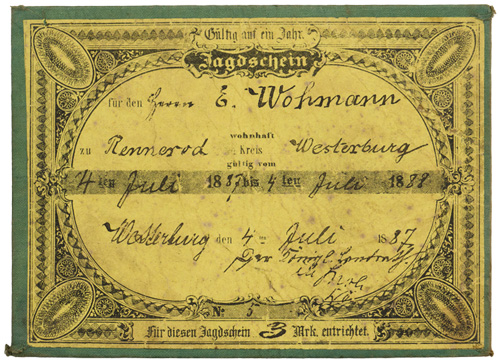 Gültig auf ein Jahr.
Jagdschein
für den Herrn E. Wohmann
wohnhaft
zu Rennerod Kreis Westerburg
gültig vom
4ten Juli 1887 bis 4ten Juli 1888
Westerburg den 4ten Juli 1887
Der Königl. Landrath
No 5
Für diesen Jagdschein 3 Mrk. entrichtet.